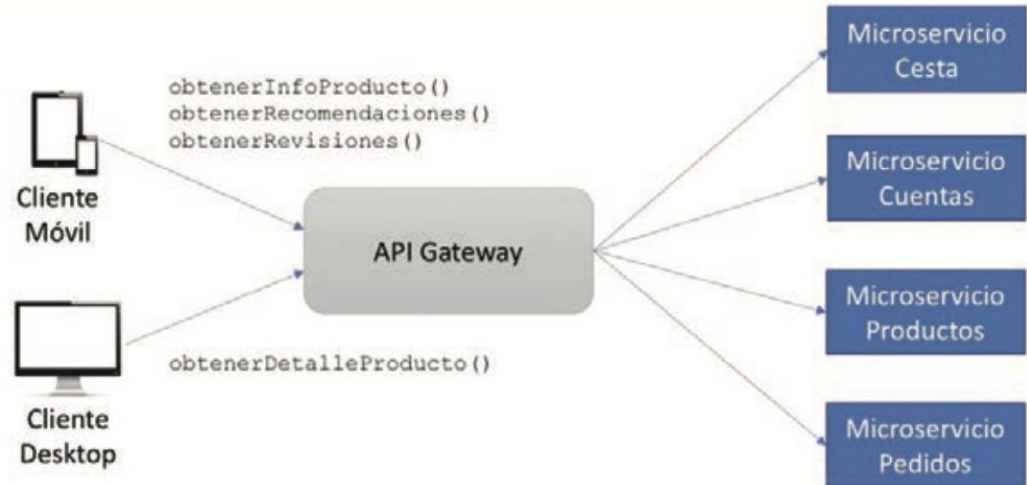 obtenerInfoProducto()
obtenerRecomendaciones()
obtenerRevisiones()
Cliente
Móvil
API Gateway
obtenerDetalleProducto()
Cliente
Desktop
Microservicio
Cesta
Microservicio
Cuentas
Microservicio
Productos
Microservicio
Pedidos